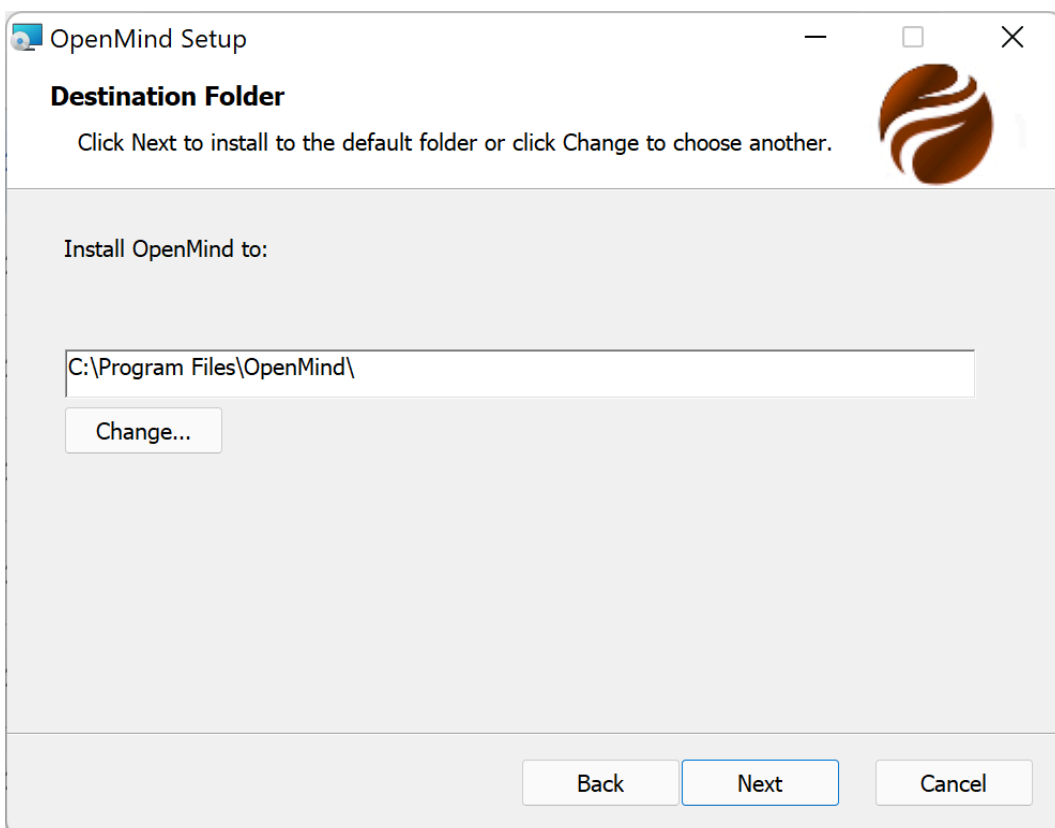 OpenMind Setup
Destination Folder
Click Next to install to the default folder or click Change to choose another.
Install OpenMind to:
C:\Program Files\OpenMind\
Change...
Back Next Cancel